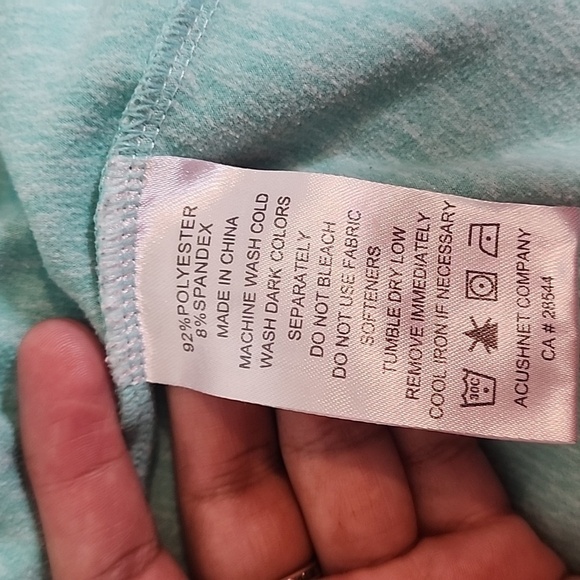 92%POLYESTER
8%SPANDEX
MADE IN CHINA
MACHINE WASH COLD
WASH DARK COLORS
SEPARATELY
DO NOT BLEACH
DO NOT USE FABRIC
SOFTENERS
TUMBLE DRY LOW
REMOVE IMMEDIATELY
COOL IRON IF NECESSARY
30C
ACUSHNET COMPANY
CA # 28544